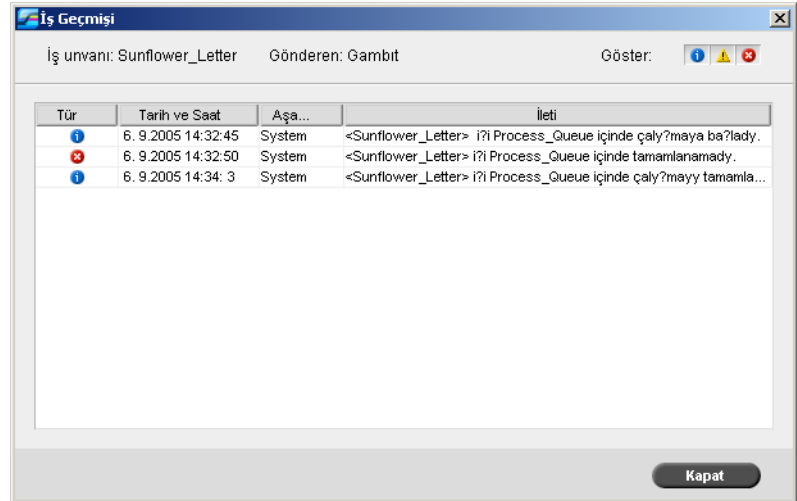 İş Geçmişi
İş unvanı: Sunflower_Letter Gönderen: Gambıt Göster:
Tür Tarih ve Saat Aşa... İleti
6. 9.2005 14:32:45 System <Sunflower_Letter> i?i Process_Queue içinde çaly?maya ba?lady.
6. 9.2005 14:32:50 System <Sunflower_Letter> i?i Process_Queue içinde tamamlanamady.
6. 9.2005 14:34: 3 System <Sunflower_Letter> i?i Process_Queue içinde çaly?mayy tamamla...
Kapat